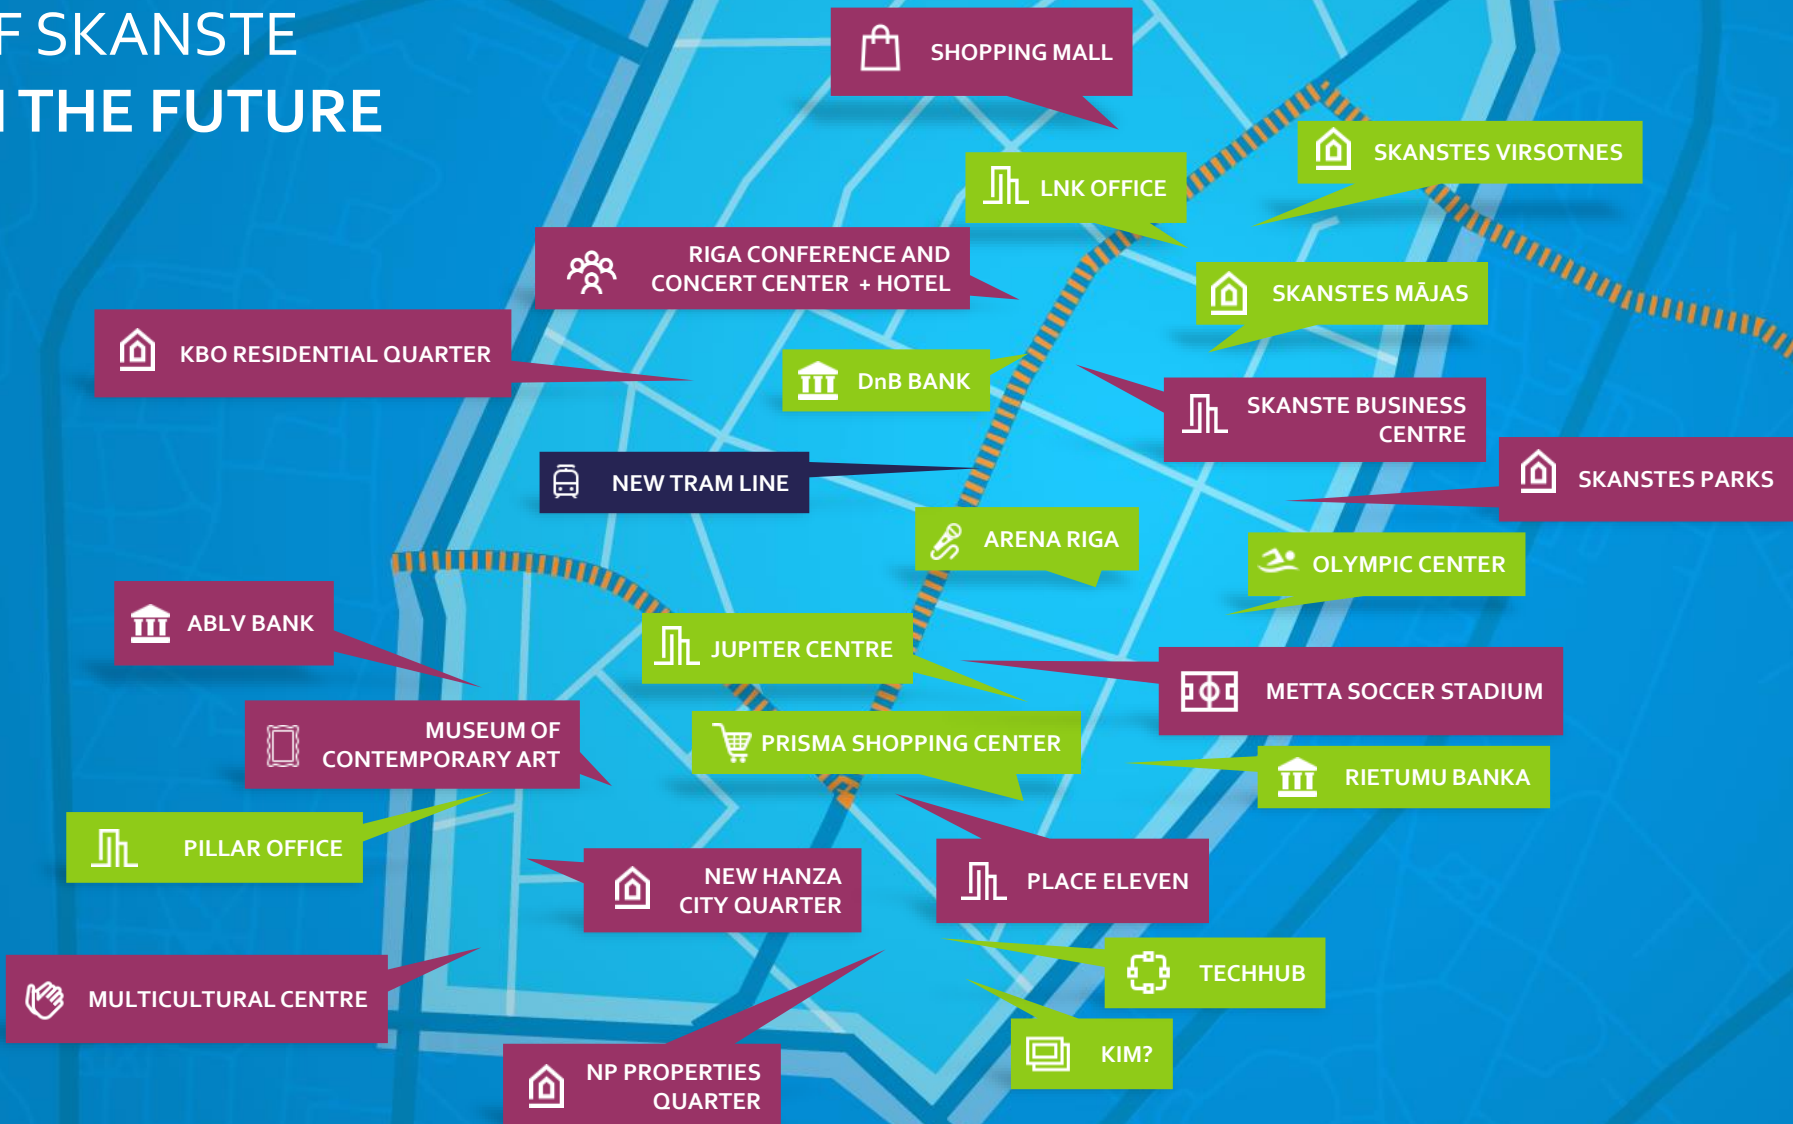 F SKANSTE
THE FUTURE
SHOPPING MALL
SKANSTES VIRSOTNES
LNK OFFICE
RIGA CONFERENCE AND
CONCERT CENTER + HOTEL
SKANSTES MĀJAS
KBO RESIDENTIAL QUARTER
DnB BANK
SKANSTE BUSINESS
CENTRE
NEW TRAM LINE
SKANSTES PARKS
ARENA RIGA
OLYMPIC CENTER
ABLV BANK
JUPITER CENTRE
METTA SOCCER STADIUM
MUSEUM OF
CONTEMPORARY ART
PRISMA SHOPPING CENTER
RIETUMU BANKA
PILLAR OFFICE
NEW HANZA
CITY QUARTER
PLACE ELEVEN
TECHHUB
MULTICULTURAL CENTRE
KIM?
NP PROPERTIES
QUARTER